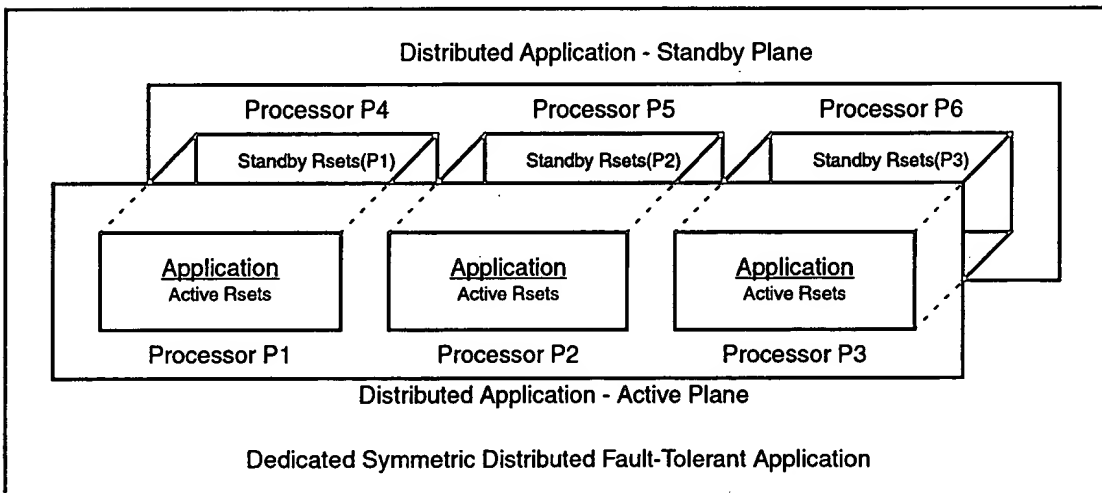 Distributed Application - Standby Plane
Processor P4
Processor P5
Processor P6
Standby Rsets(P1)
Standby Rsets(P2)
Standby Rsets(P3)
Application
Active Rsets
Application
Active Rsets
Application
Active Rsets
Processor P1
Processor P2
Processor P3
Distributed Application - Active Plane
Dedicated Symmetric Distributed Fault-Tolerant Application